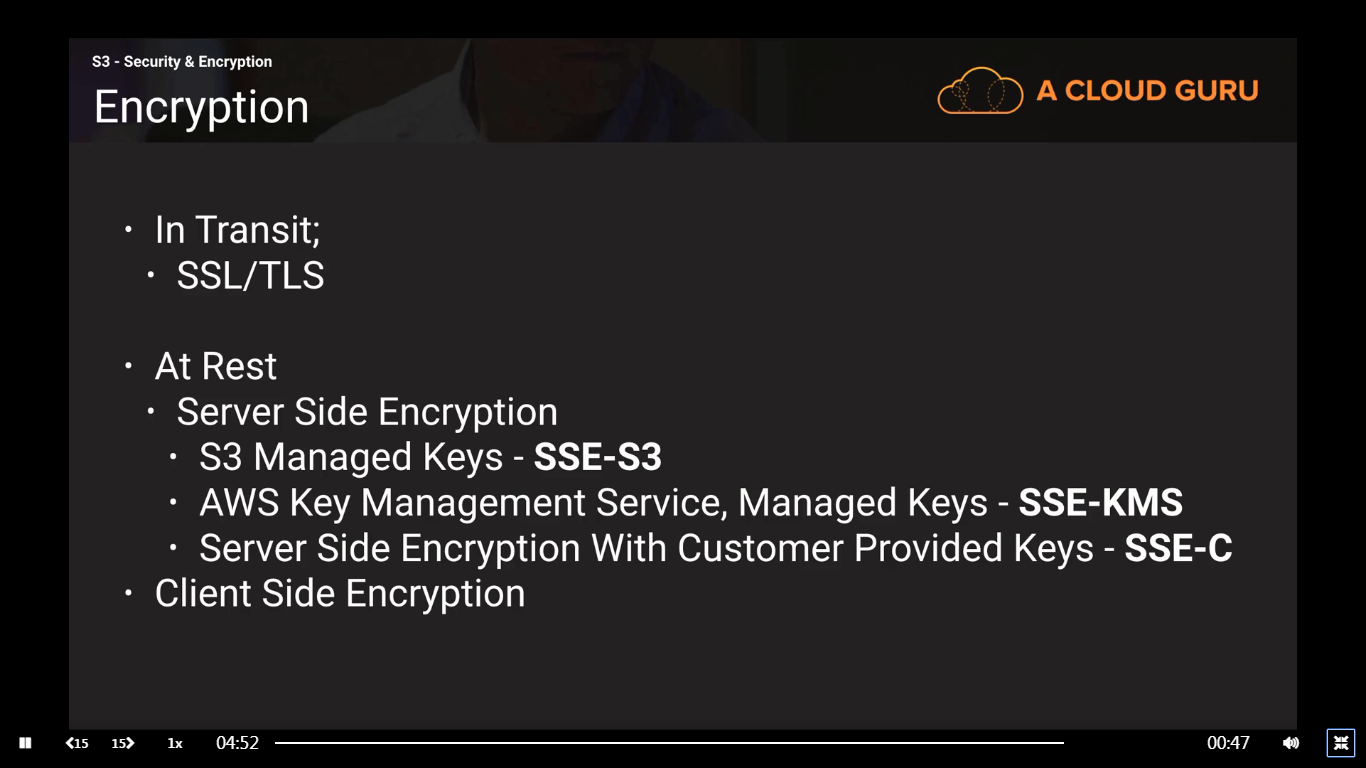 S3 - Security & Encryption
Encryption
A CLOUD GURU
• In Transit;
• SSL/TLS
• At Rest
• Server Side Encryption
• S3 Managed Keys - SSE-S3
• AWS Key Management Service, Managed Keys - SSE-KMS
• Server Side Encryption With Customer Provided Keys - SSE-C
• Client Side Encryption
15 15 1x 04:52 00:47